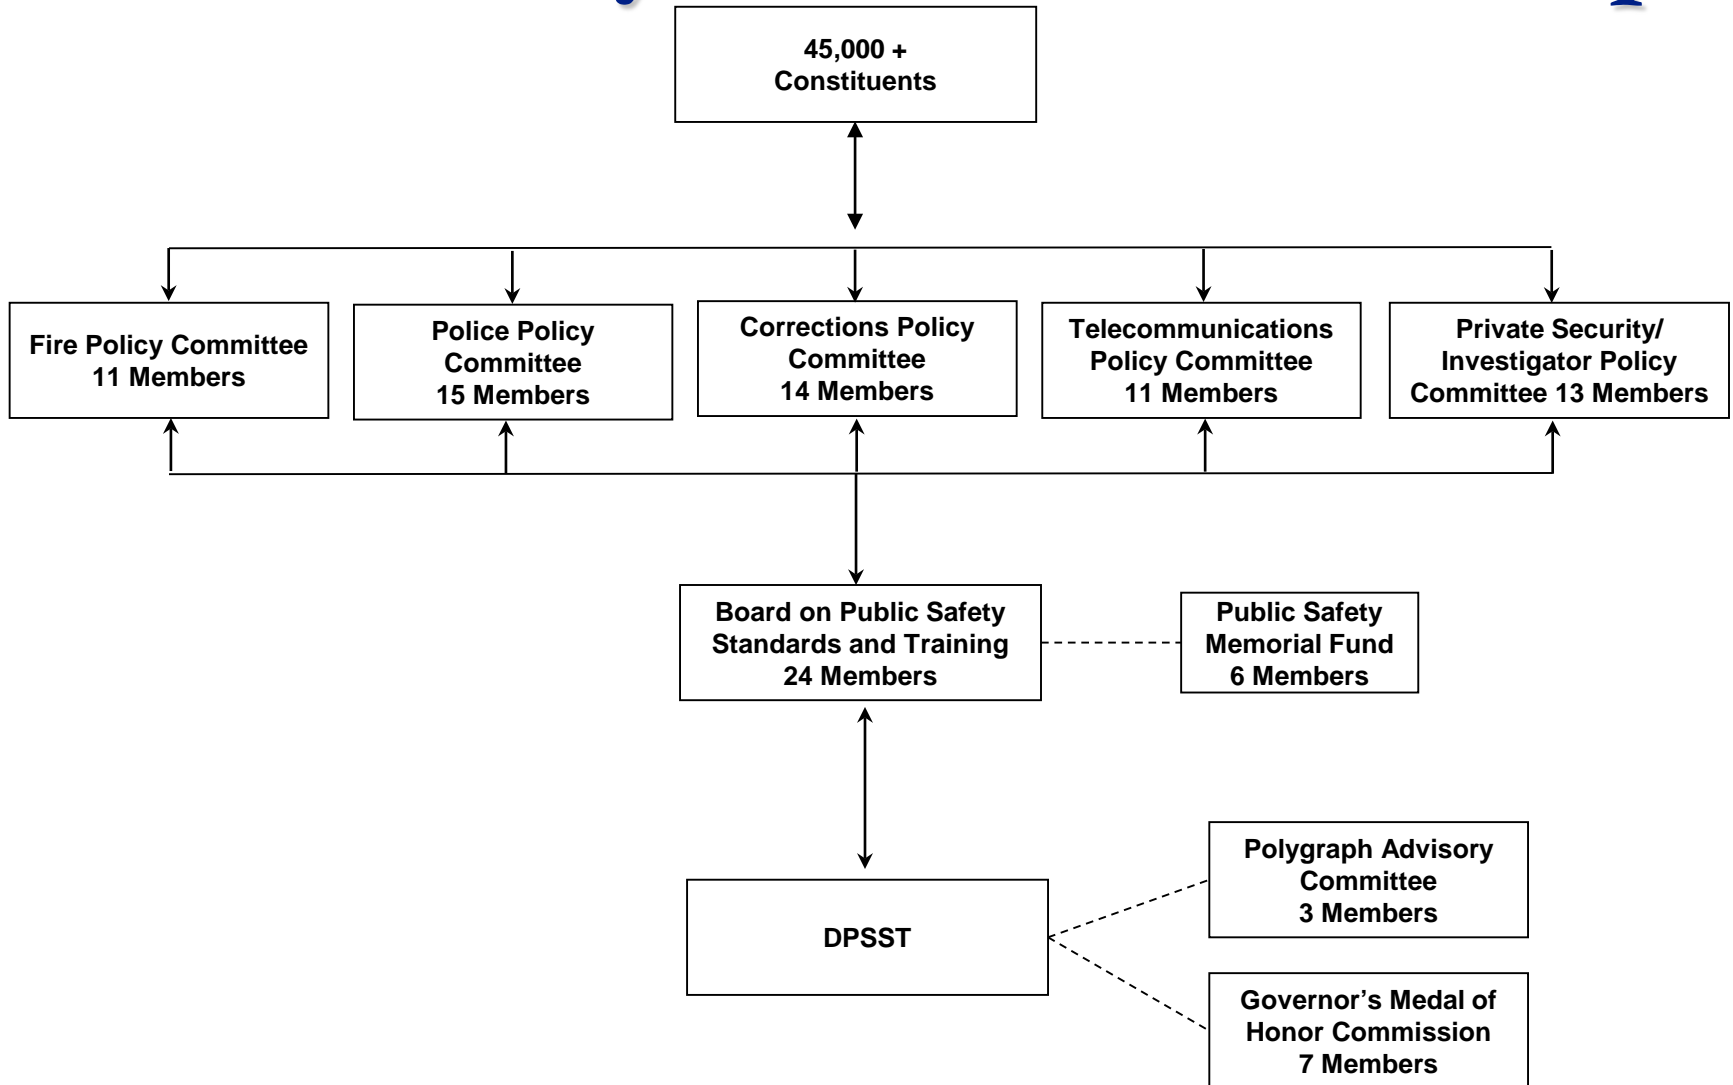 45,000 +
Constituents
Fire Policy Committee
11 Members
Police Policy
Committee
15 Members
Corrections Policy
Committee
14 Members
Telecommunications
Policy Committee
11 Members
Private Security/
Investigator Policy
Committee 13 Members
Board on Public Safety
Standards and Training
24 Members
Public Safety
Memorial Fund
6 Members
Polygraph Advisory
Committee
3 Members
DPSST
Governor’s Medal of
Honor Commission
7 Members